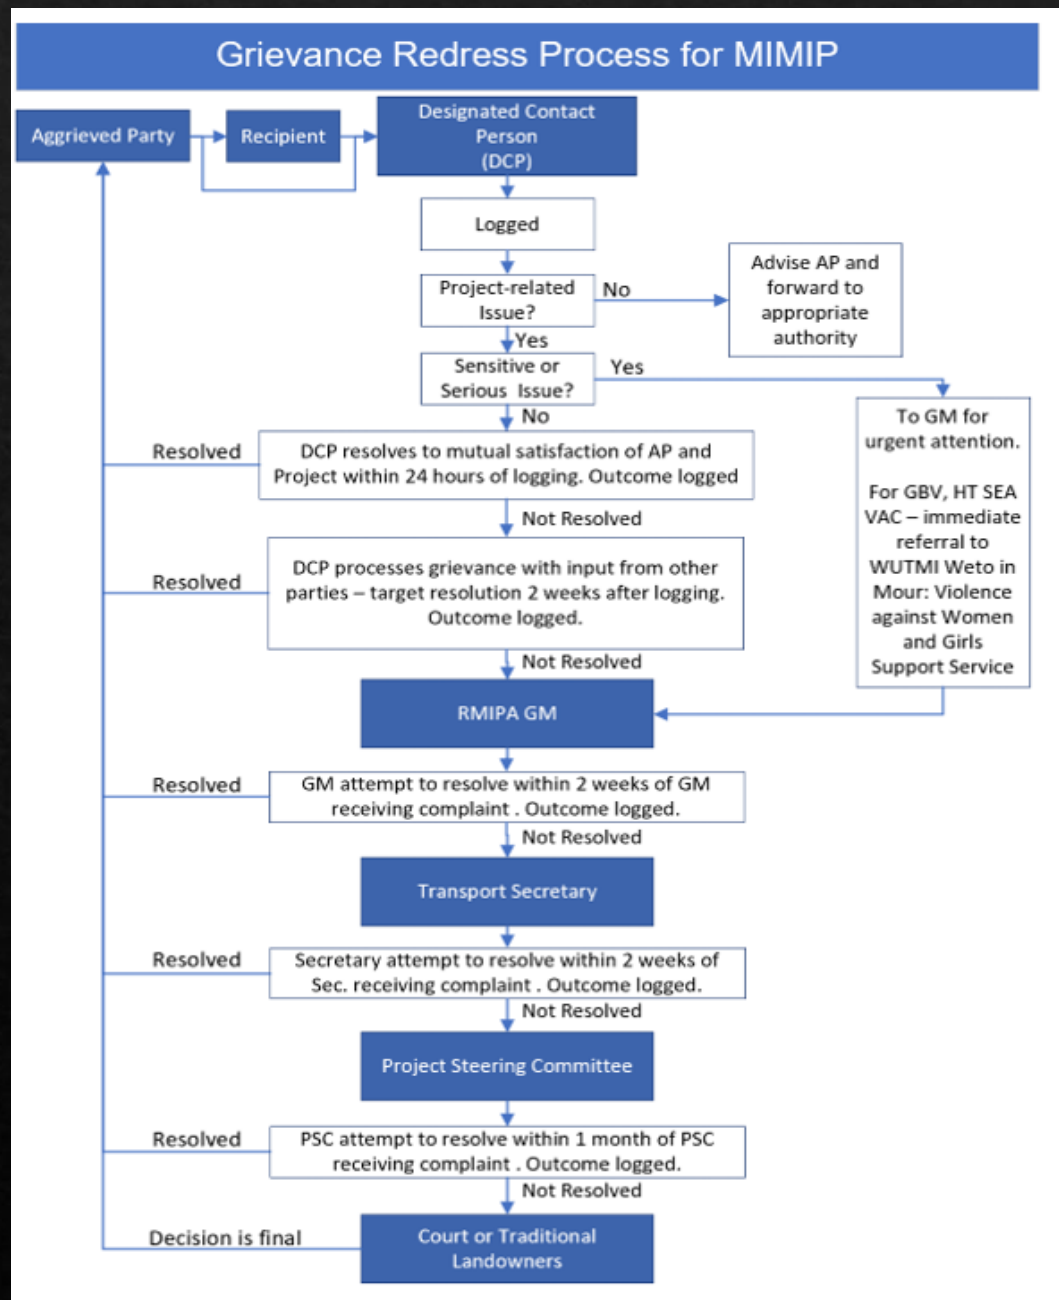 Grievance Redress Process for MIMIP
Aggrieved Party
Recipient
Designated Contact
Person
(DCP)
Logged
Project-related
Issue?
No
Advise AP and
forward to
appropriate
authority
Yes
Sensitive or
Serious Issue?
Yes
No
To GM for
urgent attention.
For GBV, HT SEA
VAC – immediate
referral to
WUTMI Weto in
Mour: Violence
against Women
and Girls
Support Service
Resolved
DCP resolves to mutual satisfaction of AP and
Project within 24 hours of logging. Outcome logged
Not Resolved
Resolved
DCP processes grievance with input from other
parties – target resolution 2 weeks after logging.
Outcome logged.
Not Resolved
RMIPA GM
Resolved
GM attempt to resolve within 2 weeks of GM
receiving complaint . Outcome logged.
Not Resolved
Transport Secretary
Resolved
Secretary attempt to resolve within 2 weeks of
Sec. receiving complaint . Outcome logged.
Not Resolved
Project Steering Committee
Resolved
PSC attempt to resolve within 1 month of PSC
receiving complaint . Outcome logged.
Not Resolved
Decision is final
Court or Traditional
Landowners